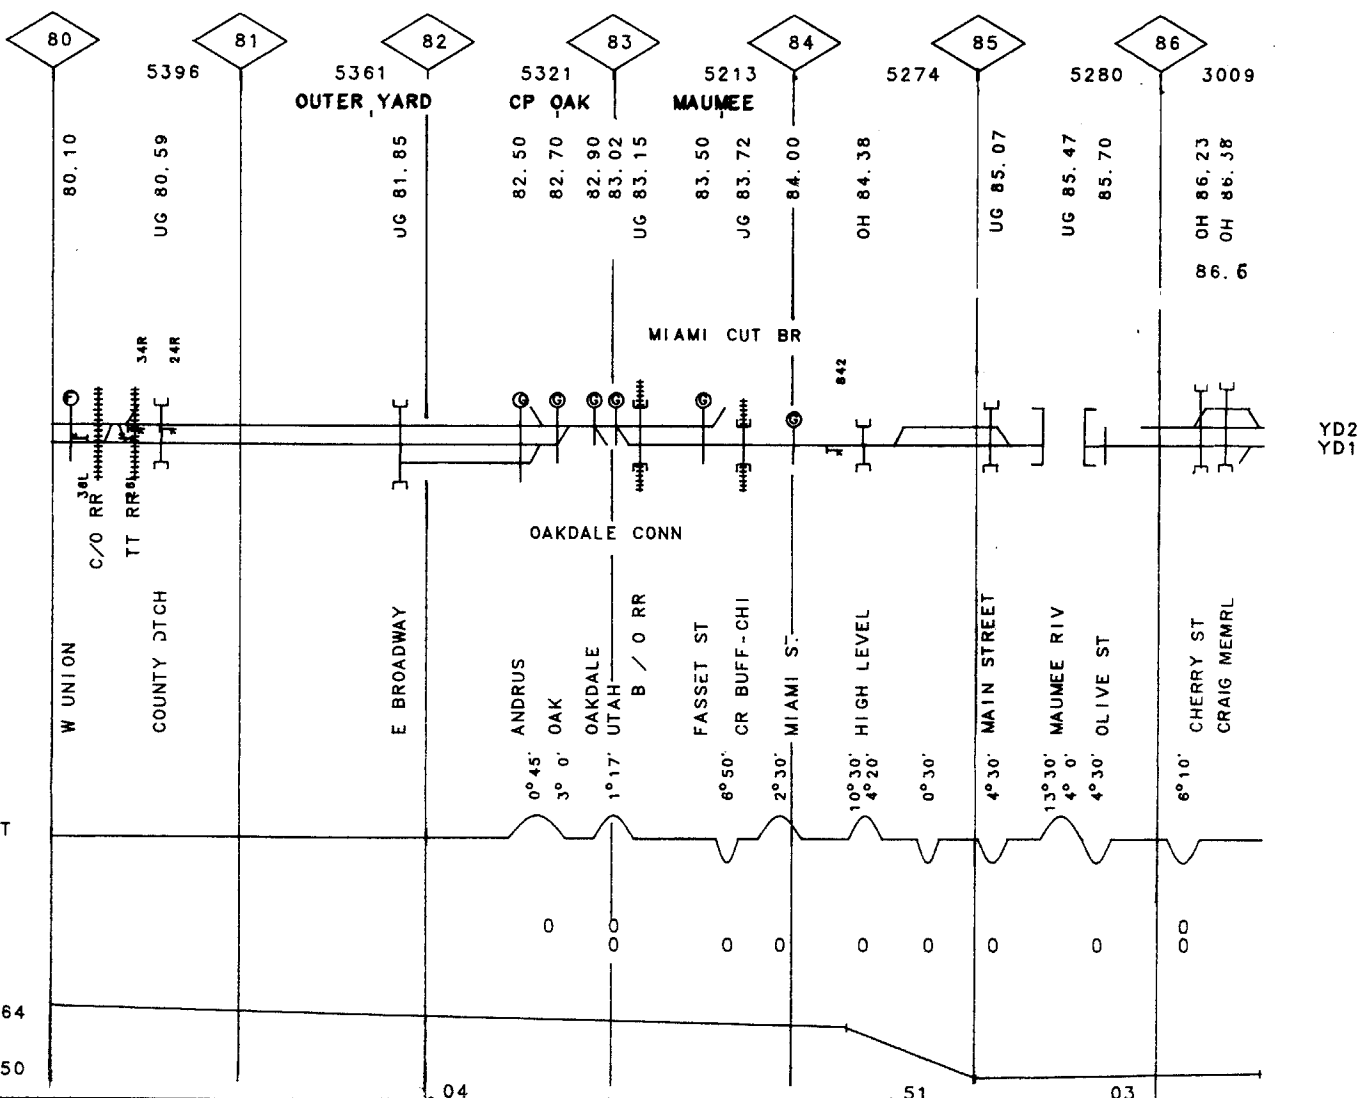 80 81 82 83 84 85 86
5396 5361 5321 5213 5274 5280 3009
OUTER YARD CP OAK MAUMEE
80.10
UG 80.59
UG 81.85
82.50
82.70
82.90
83.02
UG 83.15
83.50
UG 83.72
84.00
OH 84.38
UG 85.07
UG 85.47
85.70
OH 86.23
OH 86.38
86.6
MIAMI CUT BR
34R
24R
842
F G G G G G G
YD2
YD1
38L
C/O RR
TT RR
OAKDALE CONN
W UNION
COUNTY DTCH
E BROADWAY
ANDRUS
OAK
OAKDALE
UTAH
B / O RR
FASSET ST
CR BUFF-CHI
MIAMI ST
HIGH LEVEL
MAIN STREET
MAUMEE RIV
OLIVE ST
CHERRY ST
CRAIG MEMRL
0°45'
3° 0'
1°17'
6°50'
2°30'
10°30'
4°20'
0°30'
4°30'
13°30'
4° 0'
4°30'
6°10'
T
0 0 0
0 0 0 0 0 0 0 0
64
50
04 51 03